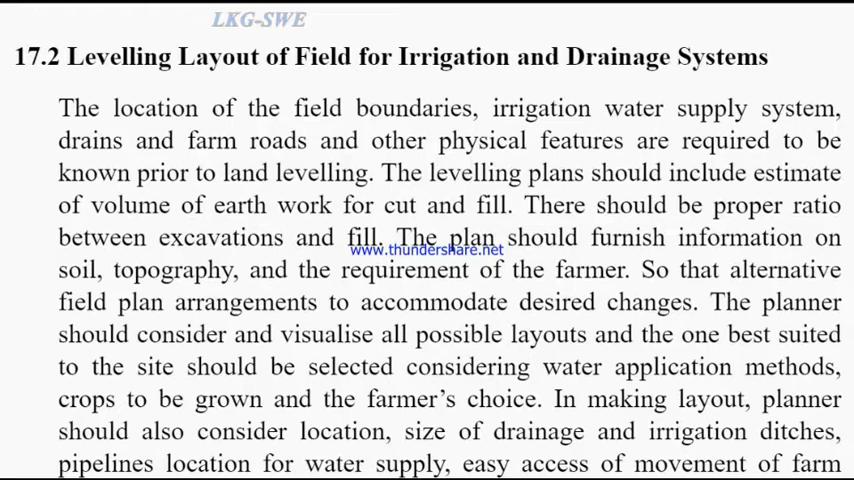 LKG-SWE
17.2 Levelling Layout of Field for Irrigation and Drainage Systems
The location of the field boundaries, irrigation water supply system,
drains and farm roads and other physical features are required to be
known prior to land levelling. The levelling plans should include estimate
of volume of earth work for cut and fill. There should be proper ratio
between excavations and fill. The plan should furnish information on
www.thundershare.net
soil, topography, and the requirement of the farmer. So that alternative
field plan arrangements to accommodate desired changes. The planner
should consider and visualise all possible layouts and the one best suited
to the site should be selected considering water application methods,
crops to be grown and the farmer’s choice. In making layout, planner
should also consider location, size of drainage and irrigation ditches,
pipelines location for water supply, easy access of movement of farm